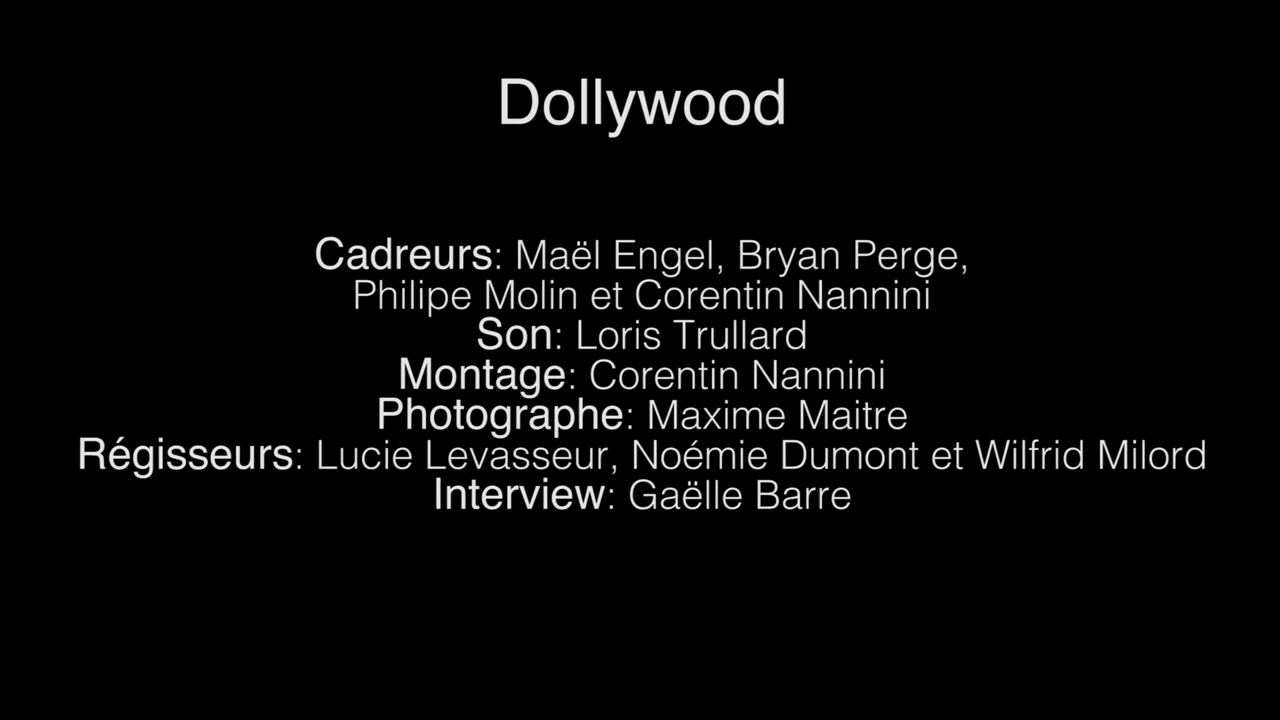 Dollywood
Cadreurs: Maël Engel, Bryan Perge,
Philipe Molin et Corentin Nannini
Son: Loris Trullard
Montage: Corentin Nannini
Photographe: Maxime Maitre
Régisseurs: Lucie Levasseur, Noémie Dumont et Wilfrid Milord
Interview: Gaëlle Barre